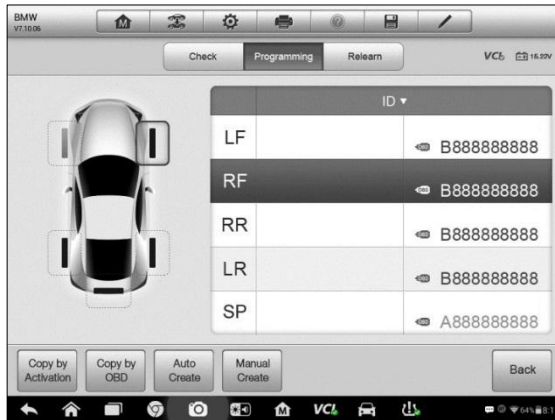 BMW
V7.10.06
Check
Programming
Relearn
VCI
ID ▼
LF
B888888888
RF
B888888888
RR
B888888888
LR
B888888888
SP
A888888888
Copy by
Activation
Copy by
OBD
Auto
Create
Manual
Create
Back
VCI
64%